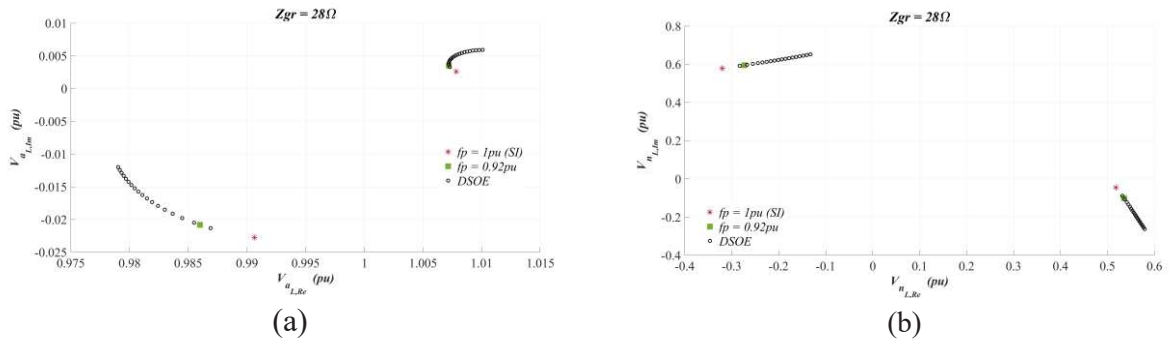 Zgr = 28Ω
0.01
0.005
0
-0.005
-0.01
-0.015
-0.02
-0.025
V_{a_{L,Im}} (pu)
fp = 1pu (SI)
fp = 0.92pu
DSOE
0.975 0.98 0.985 0.99 0.995 1 1.005 1.01 1.015
V_{a_{L,Re}} (pu)
(a)
Zgr = 28Ω
0.8
0.6
0.4
0.2
0
-0.2
-0.4
V_{n_{L,Im}} (pu)
fp = 1pu (SI)
fp = 0.92pu
DSOE
-0.4 -0.3 -0.2 -0.1 0 0.1 0.2 0.3 0.4 0.5 0.6
V_{n_{L,Re}} (pu)
(b)